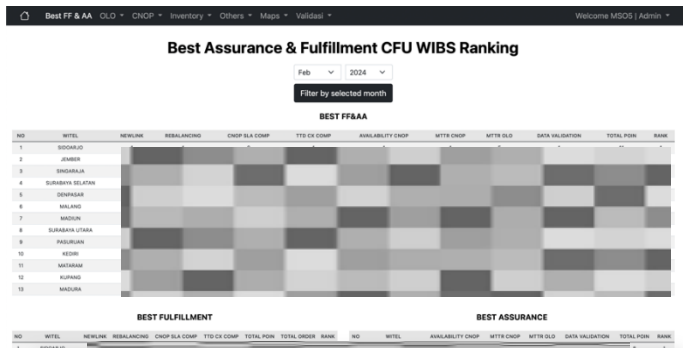 Best FF & AA OLO CNOP Inventory Others Maps Validasi Welcome MSO5 | Admin
Best Assurance & Fulfillment CFU WIBS Ranking
Feb 2024
Filter by selected month
BEST FF&AA
NO WITEL NEWLINK REBALANCING CNOP SLA COMP TTD CX COMP AVAILABILITY CNOP MTTR CNOP MTTR OLO DATA VALIDATION TOTAL POIN RANK
1 SIDOARJO
2 JEMBER
3 SINGARAJA
4 SURABAYA SELATAN
5 DENPASAR
6 MALANG
7 MADIUN
8 SURABAYA UTARA
9 PASURUAN
10 KEDIRI
11 MATARAM
12 KUPANG
13 MADURA
BEST FULFILLMENT BEST ASSURANCE
NO WITEL NEWLINK REBALANCING CNOP SLA COMP TTD CX COMP TOTAL POIN TOTAL ORDER RANK NO WITEL AVAILABILITY CNOP MTTR CNOP MTTR OLO DATA VALIDATION TOTAL POIN RANK